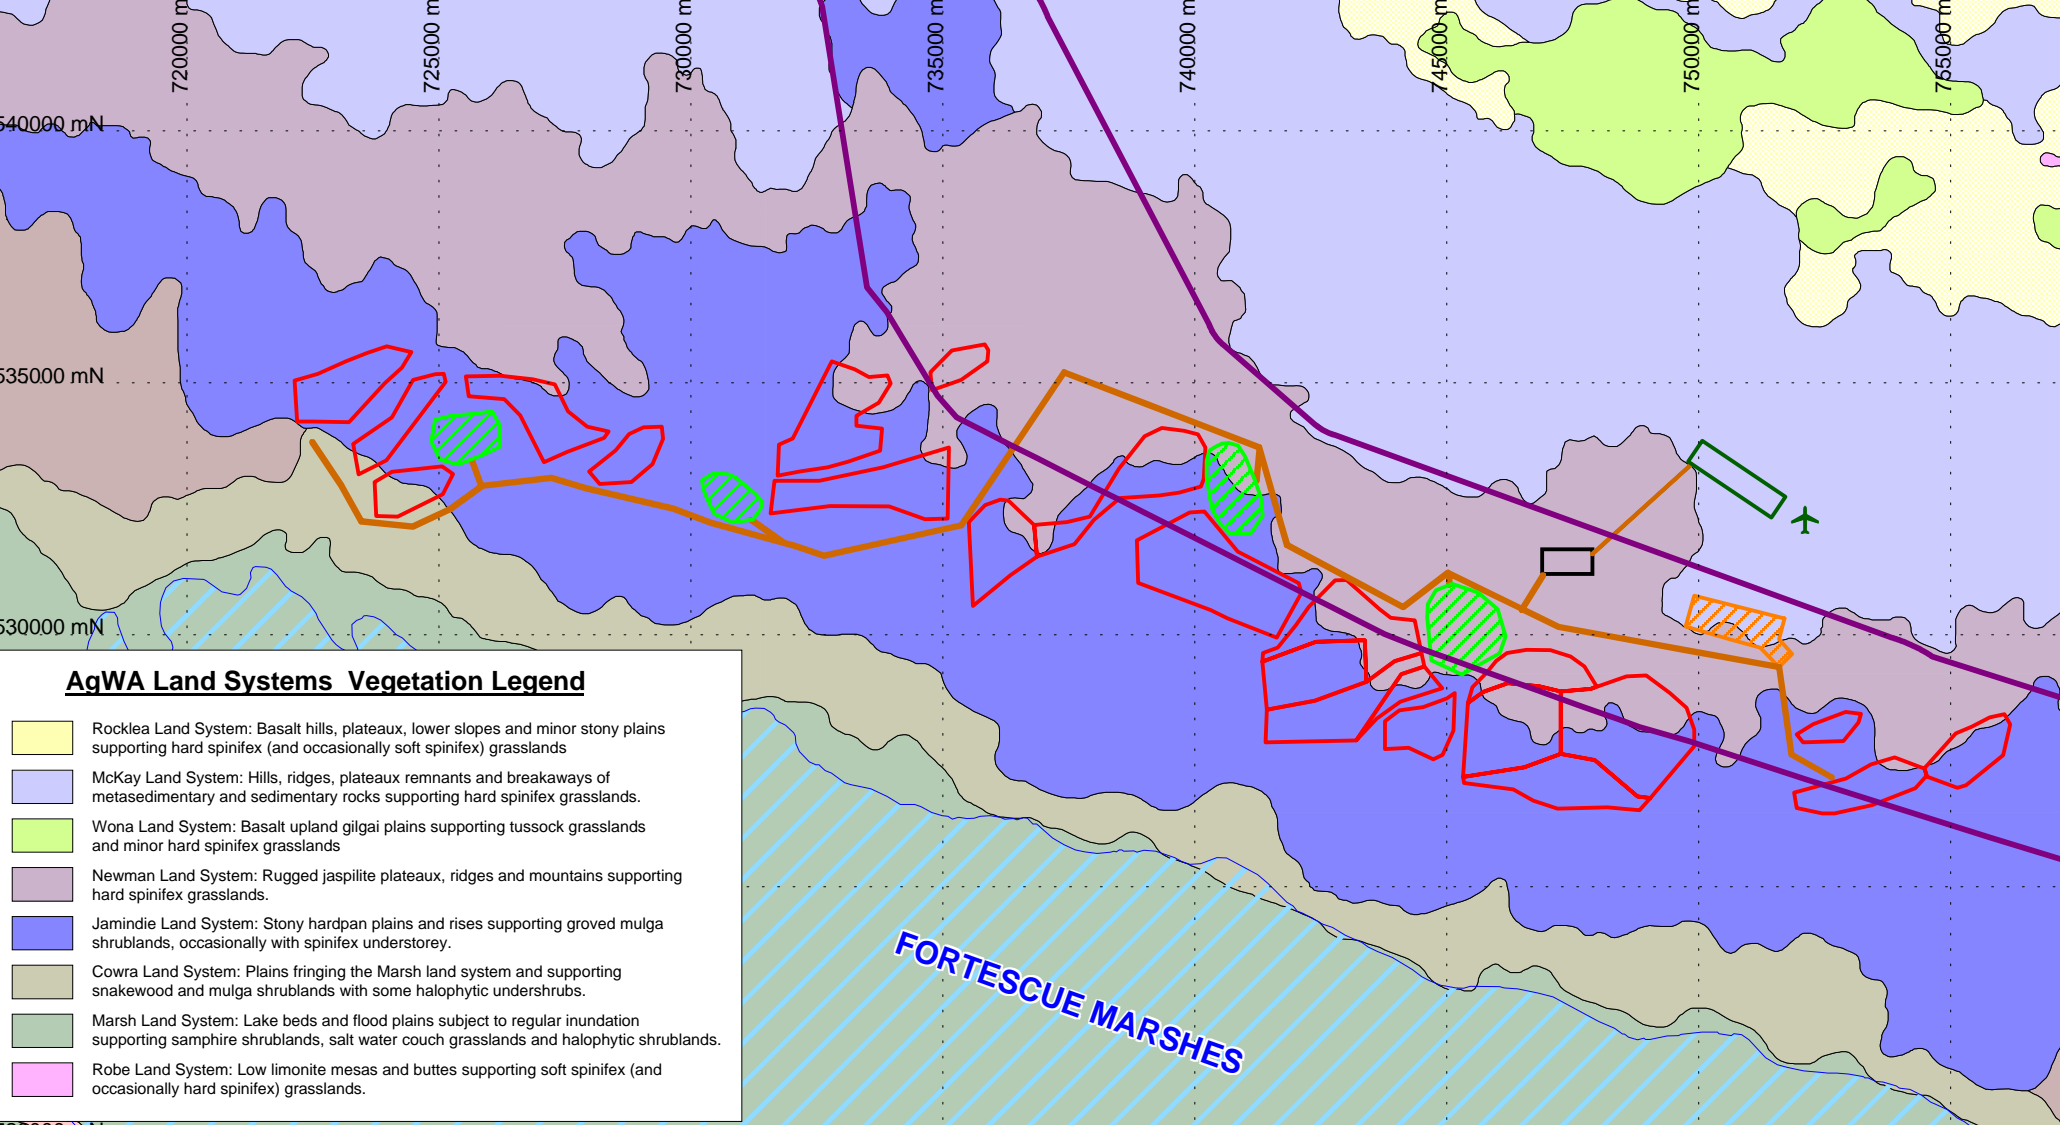 720000 m
725000 m
730000 m
735000 m
740000 m
745000 m
750000 m
755000 m
540000 mN
535000 mN
530000 mN
AgWA Land Systems Vegetation Legend
Rocklea Land System: Basalt hills, plateaux, lower slopes and minor stony plains
supporting hard spinifex (and occasionally soft spinifex) grasslands
McKay Land System: Hills, ridges, plateaux remnants and breakaways of
metasedimentary and sedimentary rocks supporting hard spinifex grasslands.
Wona Land System: Basalt upland gilgai plains supporting tussock grasslands
and minor hard spinifex grasslands
Newman Land System: Rugged jaspilite plateaux, ridges and mountains supporting
hard spinifex grasslands.
Jamindie Land System: Stony hardpan plains and rises supporting groved mulga
shrublands, occasionally with spinifex understorey.
Cowra Land System: Plains fringing the Marsh land system and supporting
snakewood and mulga shrublands with some halophytic undershrubs.
Marsh Land System: Lake beds and flood plains subject to regular inundation
supporting samphire shrublands, salt water couch grasslands and halophytic shrublands.
Robe Land System: Low limonite mesas and buttes supporting soft spinifex (and
occasionally hard spinifex) grasslands.
FORTESCUE MARSHES